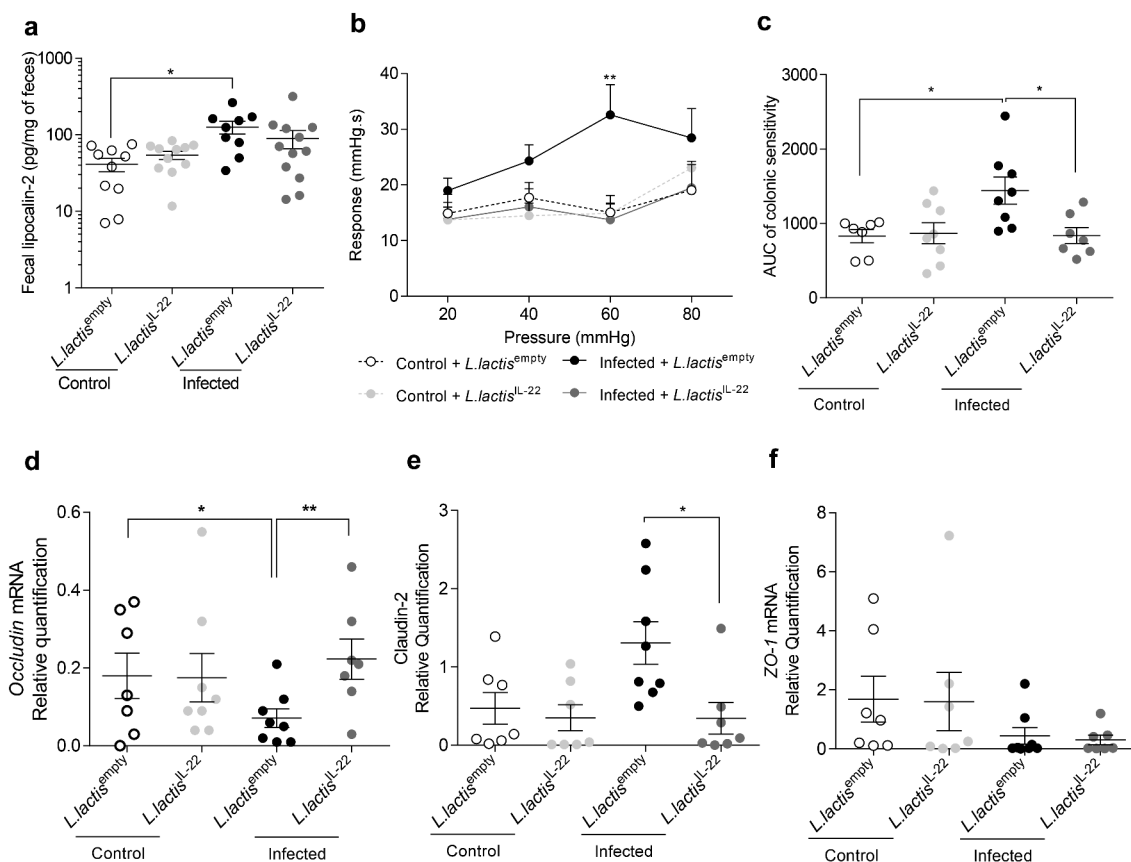 a
Fecal lipocalin-2 (pg/mg of feces)
1000
100
10
1
*
L.lactis^empty
L.lactis^IL-22
L.lactis^empty
L.lactis^IL-22
Control
Infected
b
Response (mmHg.s)
40
30
20
10
0
**
20
40
60
80
Pressure (mmHg)
Control + L.lactis^empty
Infected + L.lactis^empty
Control + L.lactis^IL-22
Infected + L.lactis^IL-22
c
AUC of colonic sensitivity
3000
2000
1000
0
*
*
L.lactis^empty
L.lactis^IL-22
L.lactis^empty
L.lactis^IL-22
Control
Infected
d
Occludin mRNA
Relative quantification
0.6
0.4
0.2
0.0
*
**
L.lactis^empty
L.lactis^IL-22
L.lactis^empty
L.lactis^IL-22
Control
Infected
e
Claudin-2
Relative Quantification
3
2
1
0
*
L.lactis^empty
L.lactis^IL-22
L.lactis^empty
L.lactis^IL-22
Control
Infected
f
ZO-1 mRNA
Relative Quantification
8
6
4
2
0
L.lactis^empty
L.lactis^IL-22
L.lactis^empty
L.lactis^IL-22
Control
Infected